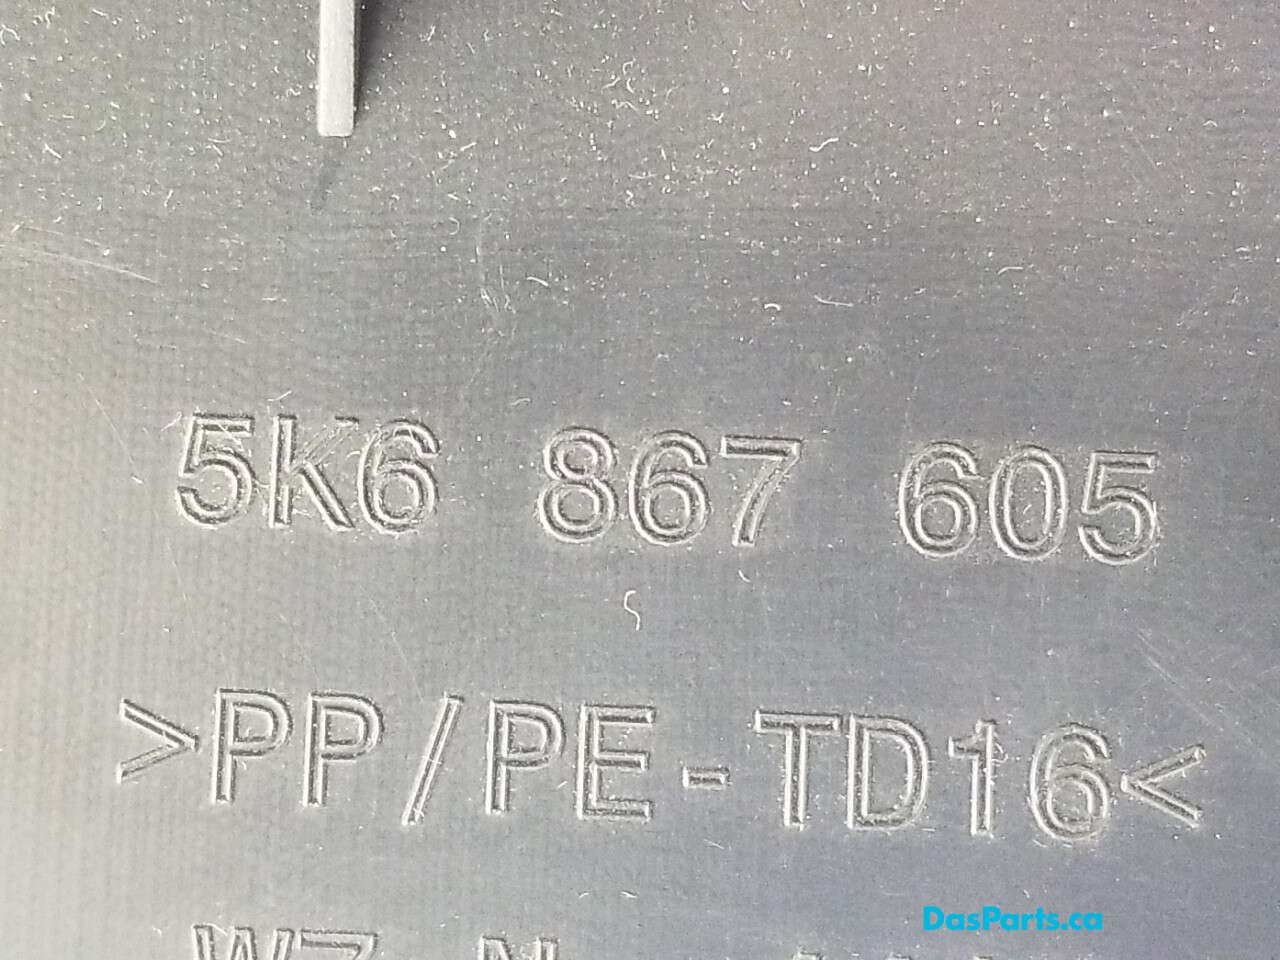 5K6 867 605
>PP/PE-TD16<
DasParts.ca